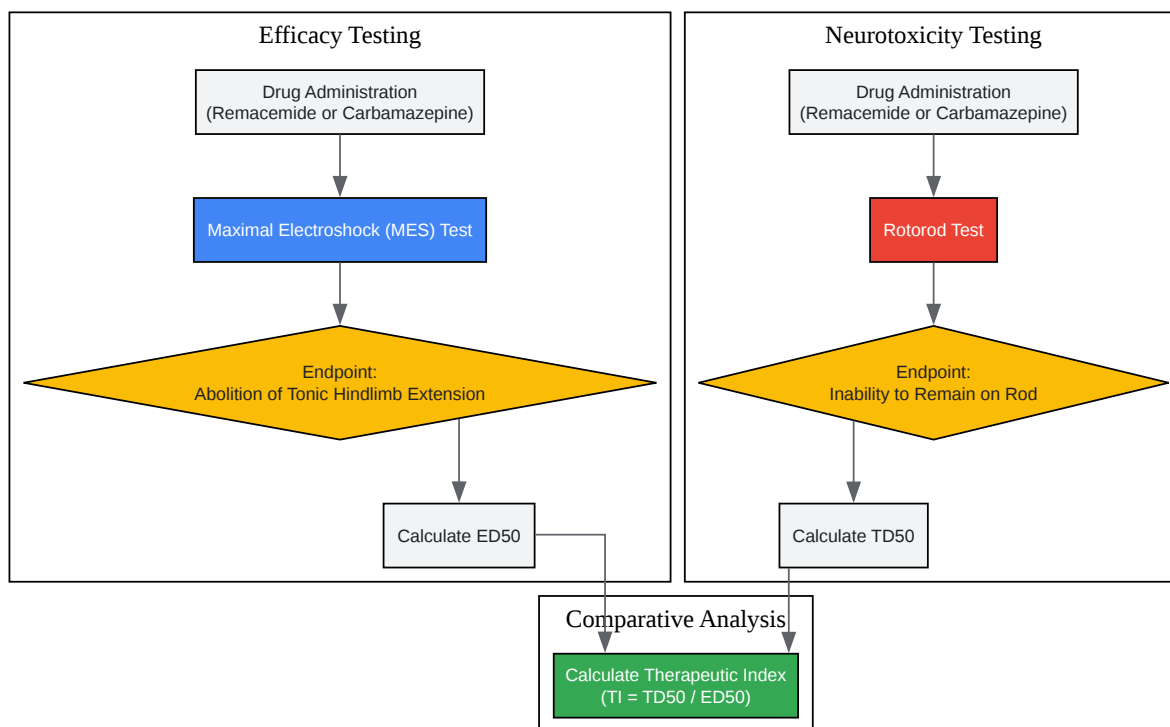 Efficacy Testing
Drug Administration
(Remacemide or Carbamazepine)
Maximal Electroshock (MES) Test
Endpoint:
Abolition of Tonic Hindlimb Extension
Calculate ED50
Neurotoxicity Testing
Drug Administration
(Remacemide or Carbamazepine)
Rotorod Test
Endpoint:
Inability to Remain on Rod
Calculate TD50
Comparative Analysis
Calculate Therapeutic Index
(TI = TD50 / ED50)